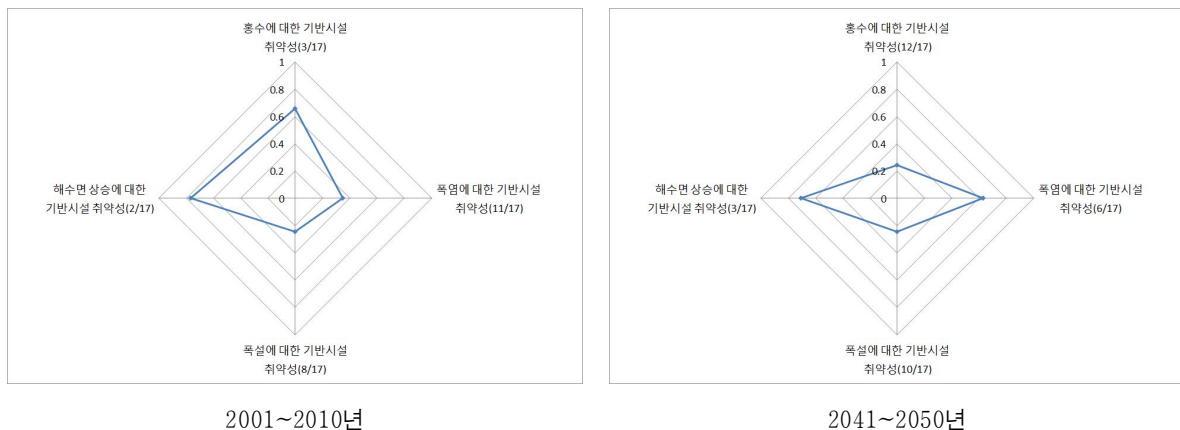 홍수에 대한 기반시설
취약성(3/17)
1
0.8
0.6
0.4
0.2
0
해수면 상승에 대한
기반시설 취약성(2/17)
폭염에 대한 기반시설
취약성(11/17)
폭설에 대한 기반시설
취약성(8/17)
2001~2010년
홍수에 대한 기반시설
취약성(12/17)
1
0.8
0.6
0.4
0.2
0
해수면 상승에 대한
기반시설 취약성(3/17)
폭염에 대한 기반시설
취약성(6/17)
폭설에 대한 기반시설
취약성(10/17)
2041~2050년